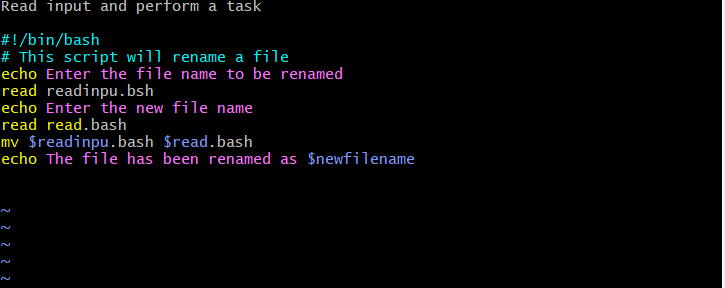 Read input and perform a task
#!/bin/bash
# This script will rename a file
echo Enter the file name to be renamed
read readinpu.bsh
echo Enter the new file name
read read.bash
mv $readinpu.bash $read.bash
echo The file has been renamed as $newfilename
~
~
~
~
~